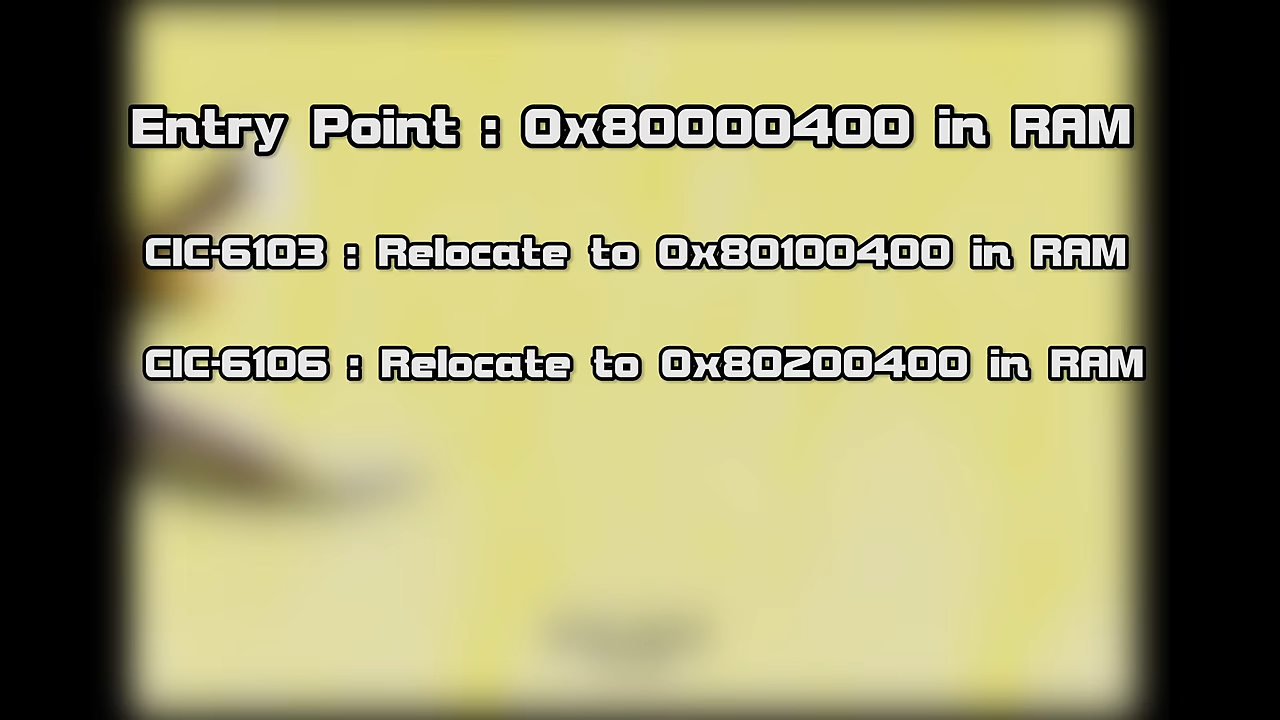 Entry Point : 0x80000400 in RAM
CIC-6103 : Relocate to 0x80100400 in RAM
CIC-6106 : Relocate to 0x80200400 in RAM